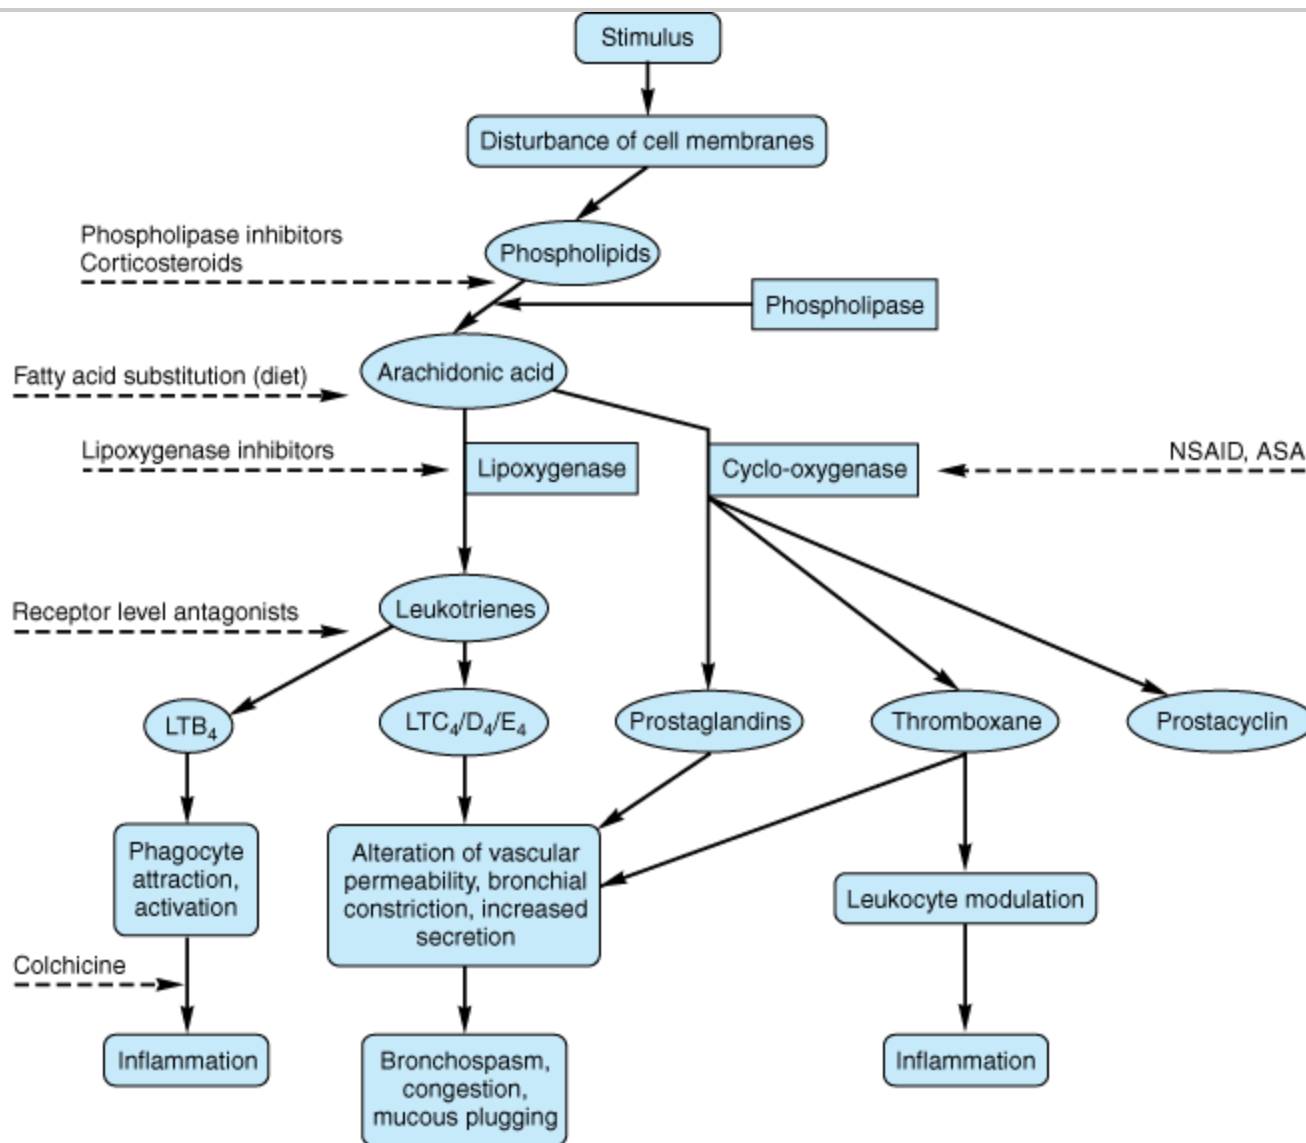 Stimulus
Disturbance of cell membranes
Phospholipase inhibitors
Corticosteroids
Phospholipids
Phospholipase
Fatty acid substitution (diet)
Arachidonic acid
Lipoxygenase inhibitors
Lipoxygenase
Cyclo-oxygenase
NSAID, ASA
Receptor level antagonists
Leukotrienes
LTB₄
LTC₄/D₄/E₄
Prostaglandins
Thromboxane
Prostacyclin
Phagocyte
attraction,
activation
Alteration of vascular
permeability, bronchial
constriction, increased
secretion
Leukocyte modulation
Colchicine
Inflammation
Bronchospasm,
congestion,
mucous plugging
Inflammation